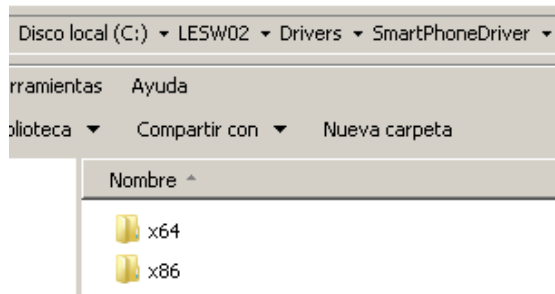 Disco local (C:) LESW02 Drivers SmartPhoneDriver
rramientas Ayuda
blioteca Compartir con Nueva carpeta
Nombre
x64
x86